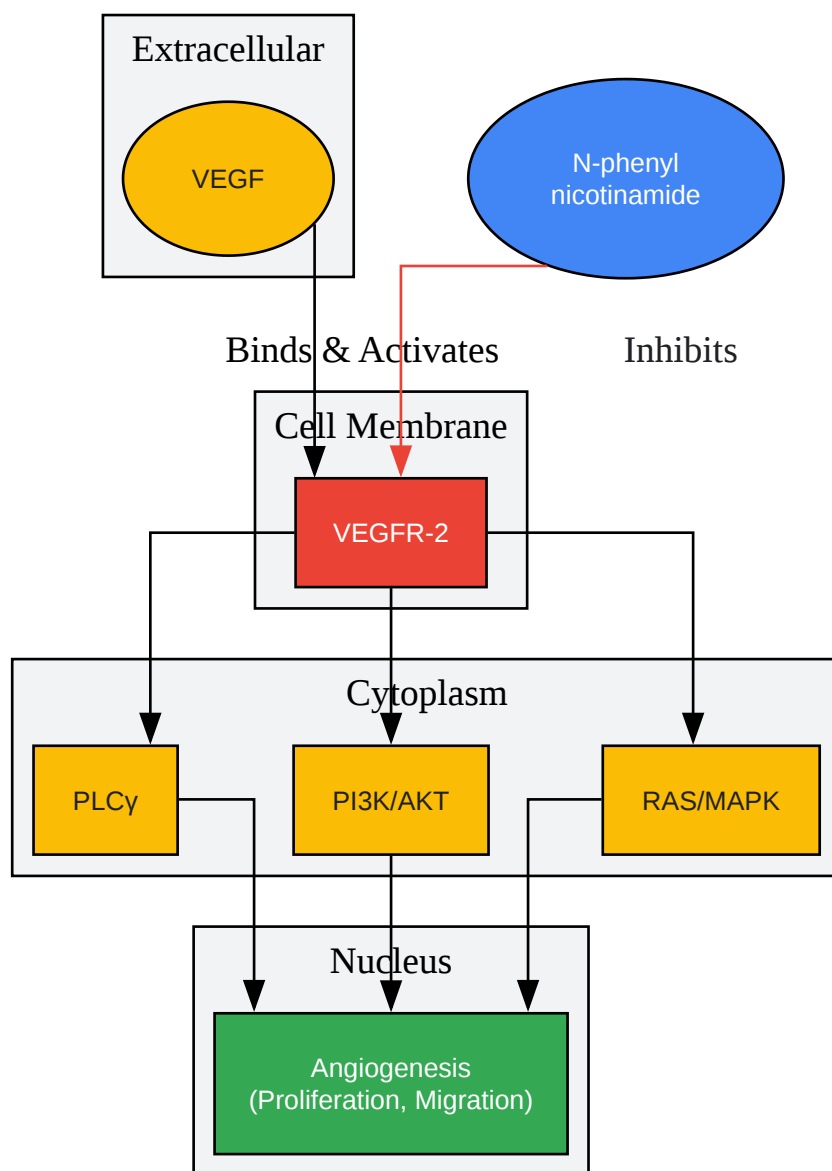 Extracellular
VEGF
N-phenyl
nicotinamide
Binds & Activates
Inhibits
Cell Membrane
VEGFR-2
Cytoplasm
PLCγ
PI3K/AKT
RAS/MAPK
Nucleus
Angiogenesis
(Proliferation, Migration)